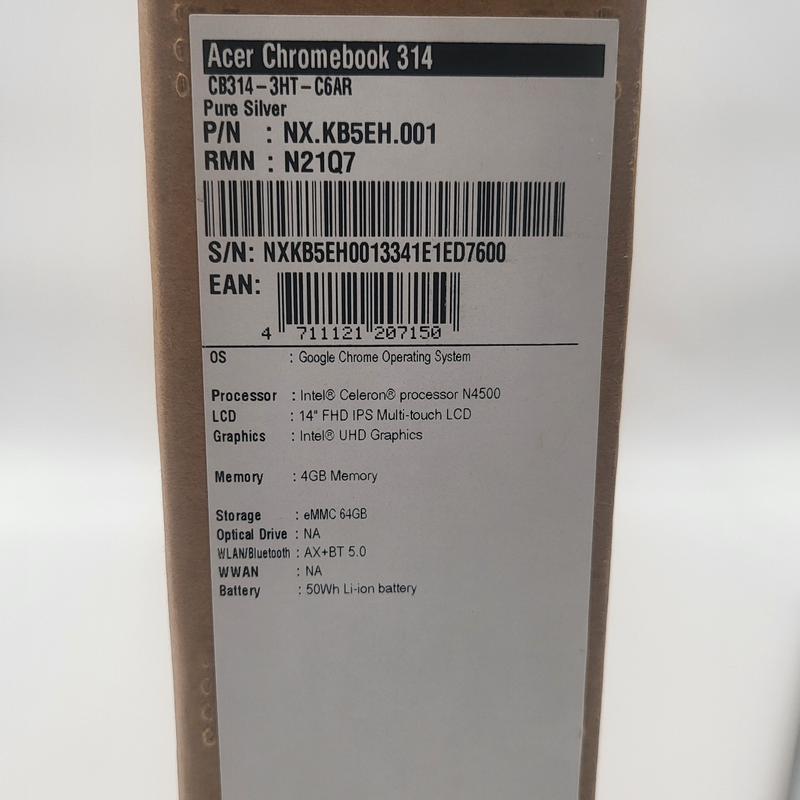 Acer Chromebook 314
CB314-3HT-C6AR
Pure Silver
P/N : NX.KB5EH.001
RMN : N21Q7
S/N: NXKB5EH0013341E1ED7600
EAN:
4 711121 207150
OS : Google Chrome Operating System
Processor : Intel® Celeron® processor N4500
LCD : 14" FHD IPS Multi-touch LCD
Graphics : Intel® UHD Graphics
Memory : 4GB Memory
Storage : eMMC 64GB
Optical Drive : NA
WLAN/Bluetooth : AX+BT 5.0
WWAN : NA
Battery : 50Wh Li-ion battery